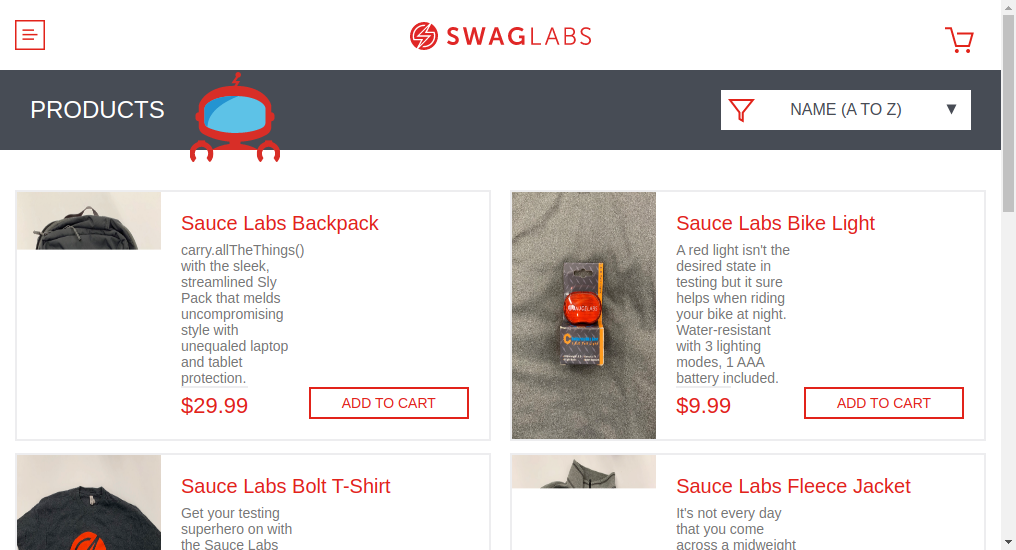 SWAGLABS
PRODUCTS
NAME (A TO Z)
Sauce Labs Backpack
carry.allTheThings()
with the sleek,
streamlined Sly
Pack that melds
uncompromising
style with
unequaled laptop
and tablet
protection.
$29.99
ADD TO CART
Sauce Labs Bike Light
A red light isn't the
desired state in
testing but it sure
helps when riding
your bike at night.
Water-resistant
with 3 lighting
modes, 1 AAA
battery included.
$9.99
ADD TO CART
Sauce Labs Bolt T-Shirt
Get your testing
superhero on with
the Sauce Labs
Sauce Labs Fleece Jacket
It's not every day
that you come
across a midweight